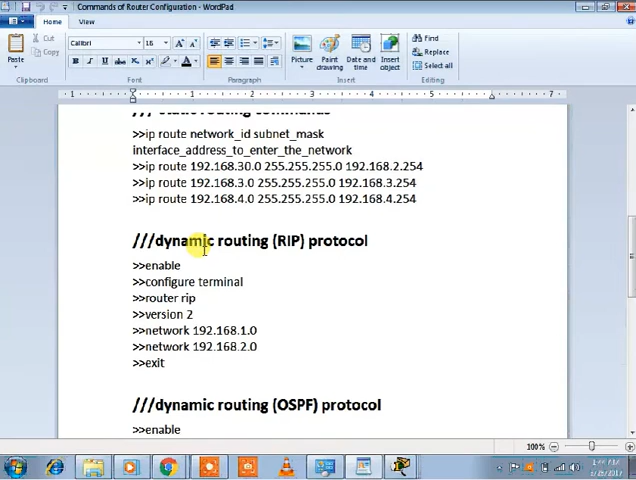 Commands of Router Configuration - WordPad
Home
View
Paste
Cut
Copy
Clipboard
Calibri
Font
Paragraph
Picture
Paint drawing
Date and time
Insert object
Insert
Find
Replace
Select all
Editing
>>ip route network_id subnet_mask
interface_address_to_enter_the_network
>>ip route 192.168.30.0 255.255.255.0 192.168.2.254
>>ip route 192.168.3.0 255.255.255.0 192.168.3.254
>>ip route 192.168.4.0 255.255.255.0 192.168.4.254
///dynamic routing (RIP) protocol
>>enable
>>configure terminal
>>router rip
>>version 2
>>network 192.168.1.0
>>network 192.168.2.0
>>exit
///dynamic routing (OSPF) protocol
>>enable
100%